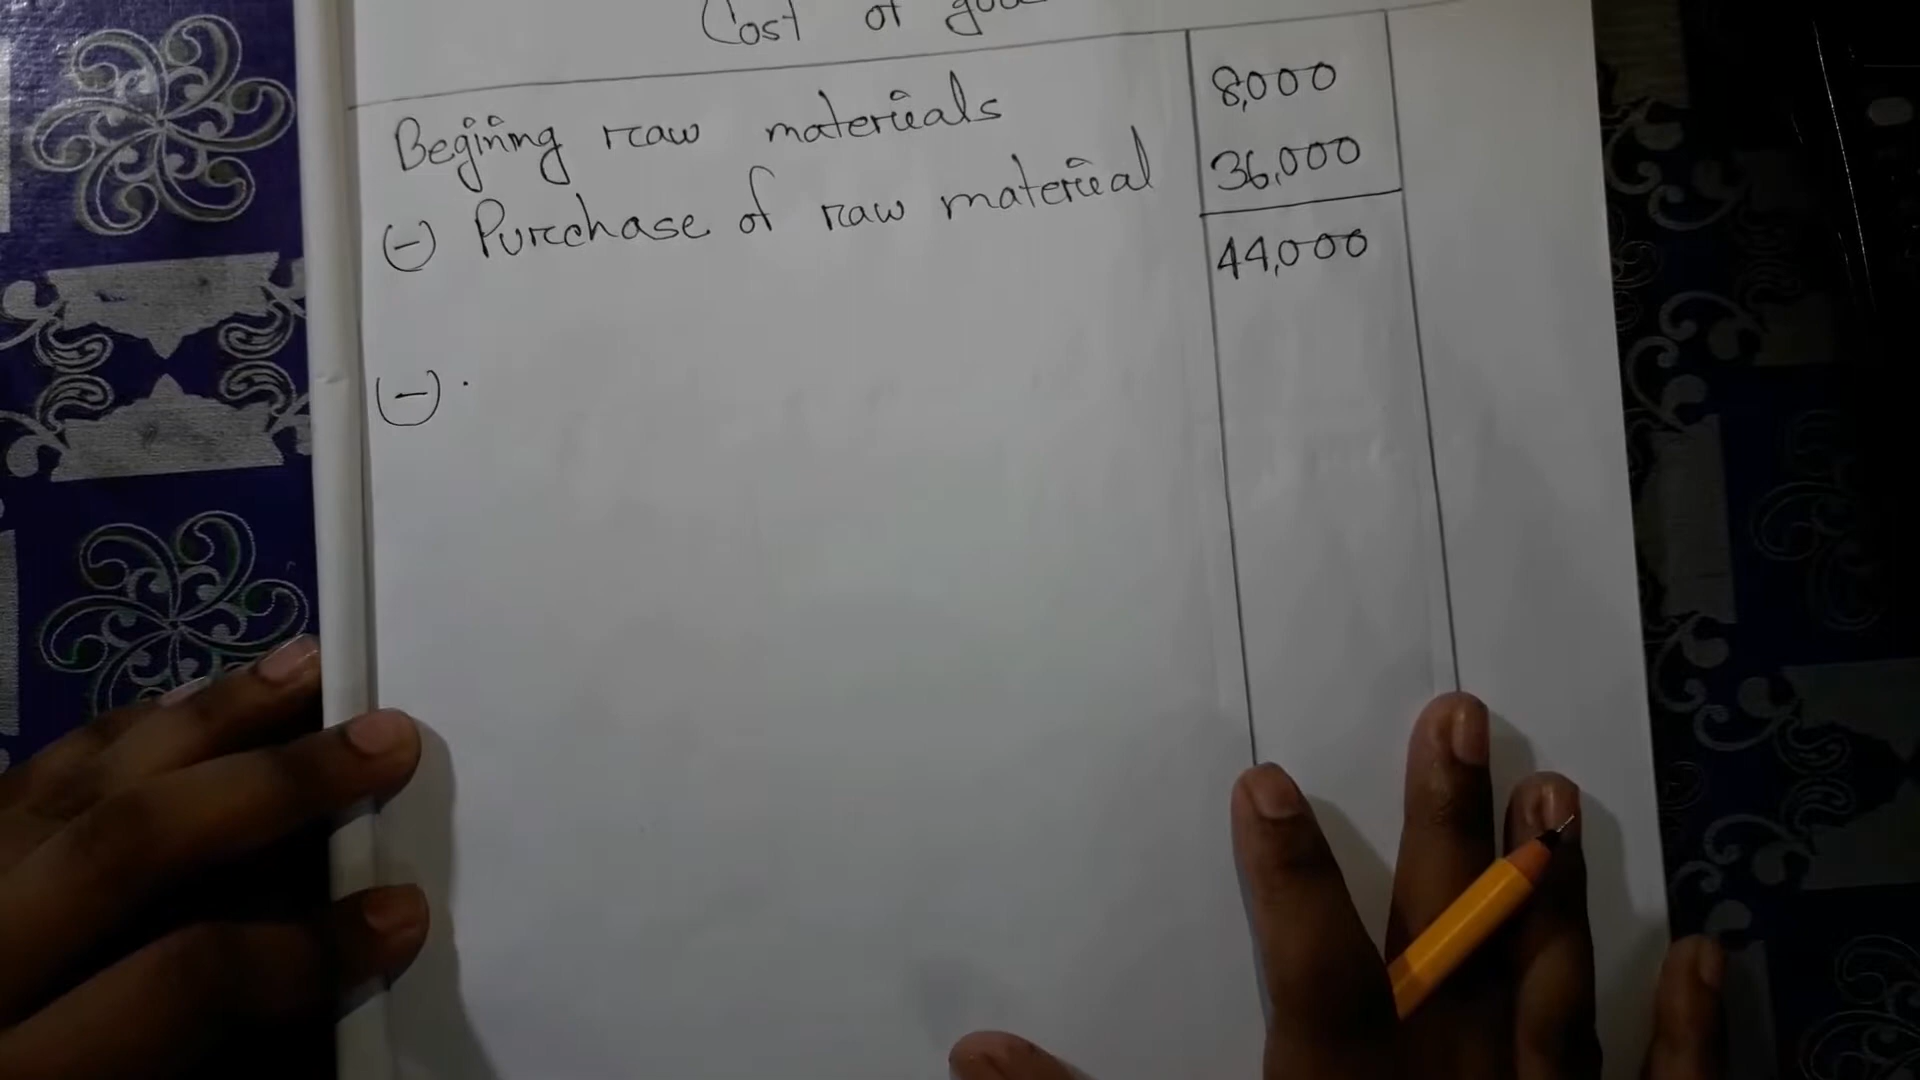 Cost of
Begining raw materials 8,000
(-) Purchase of raw material 36,000
44,000
(-)